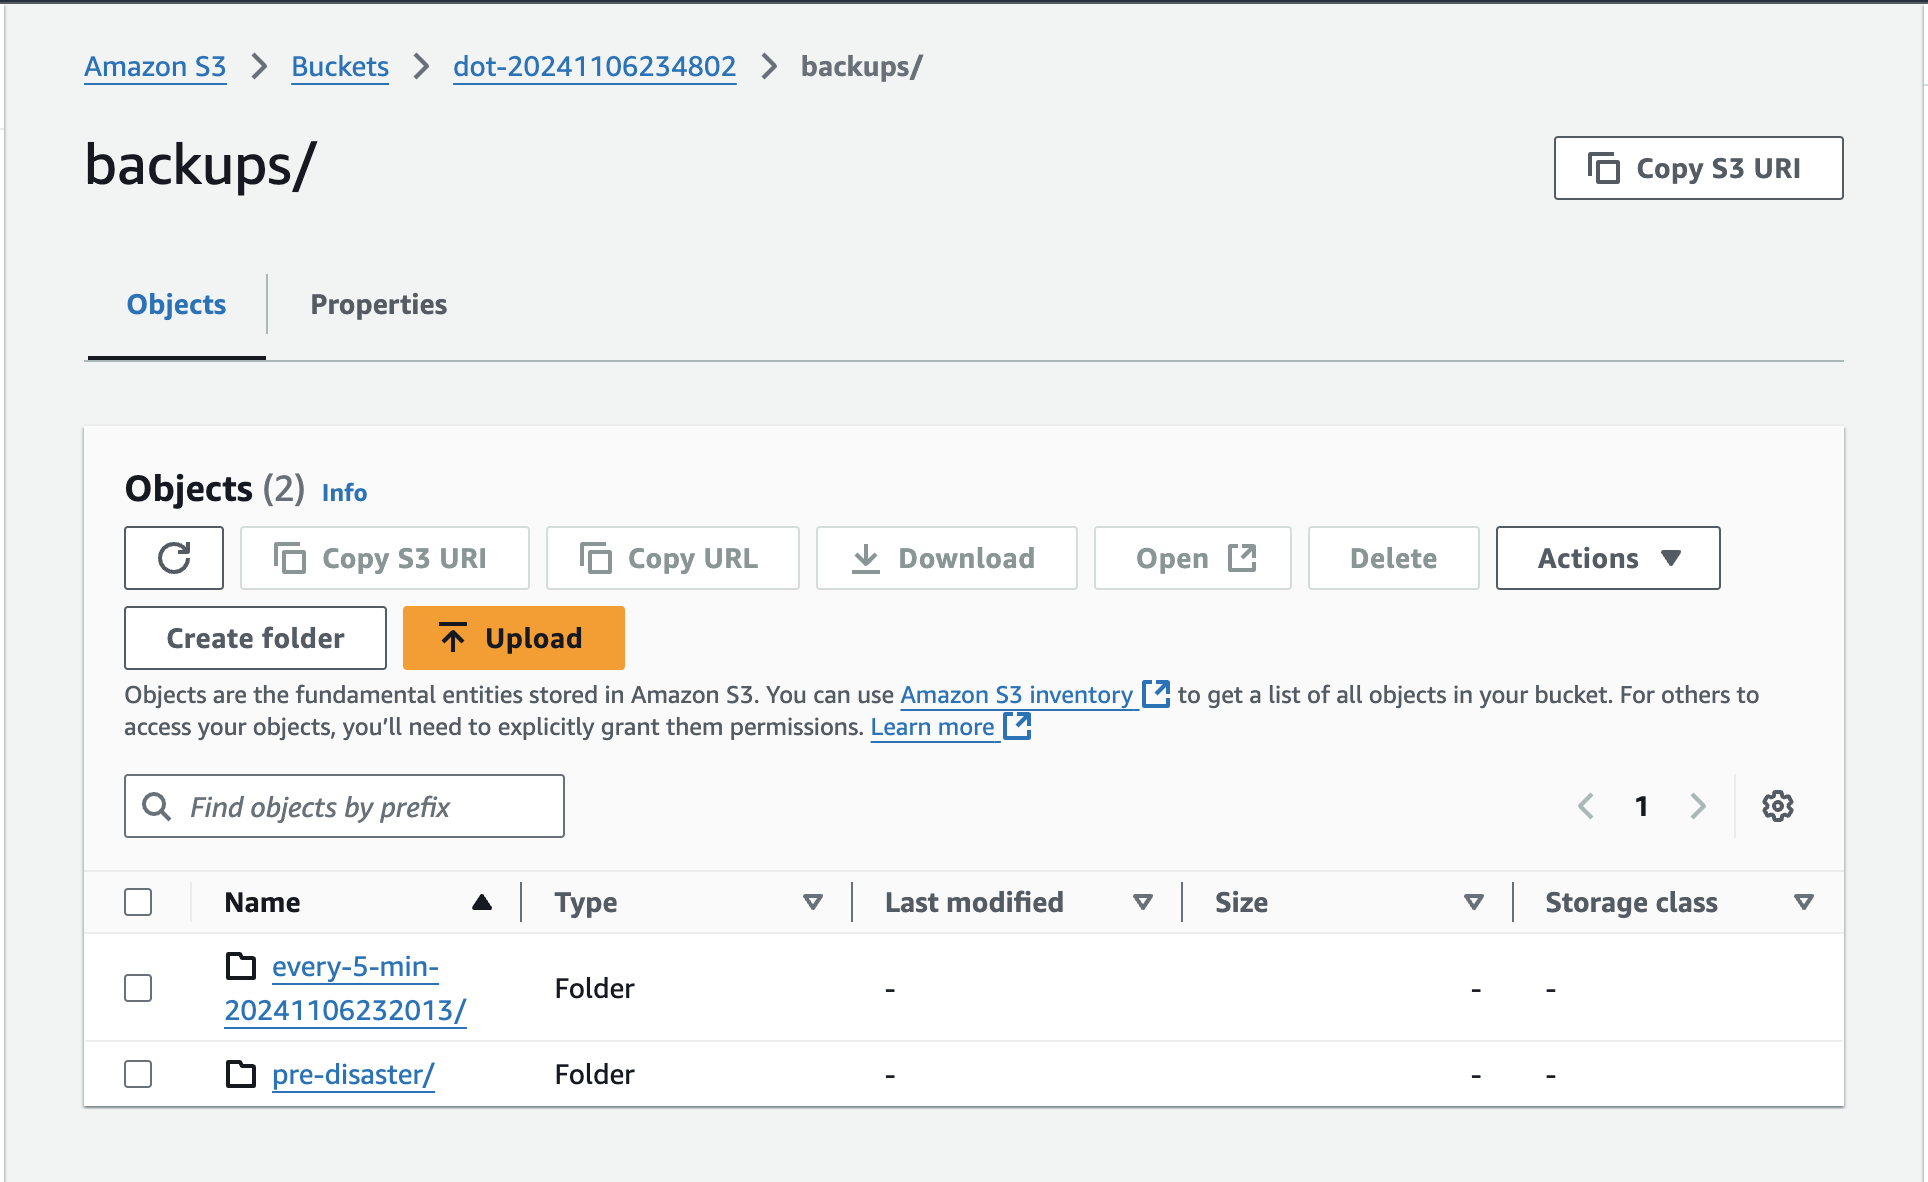 Amazon S3 > Buckets > dot-20241106234802 > backups/
backups/
Copy S3 URI
Objects
Properties
Objects (2) Info
Copy S3 URI
Copy URL
Download
Open
Delete
Actions
Create folder
Upload
Objects are the fundamental entities stored in Amazon S3. You can use Amazon S3 inventory to get a list of all objects in your bucket. For others to
access your objects, you’ll need to explicitly grant them permissions. Learn more
Find objects by prefix
1
Name Type Last modified Size Storage class
every-5-min-
20241106232013/ Folder - - -
pre-disaster/ Folder - - -